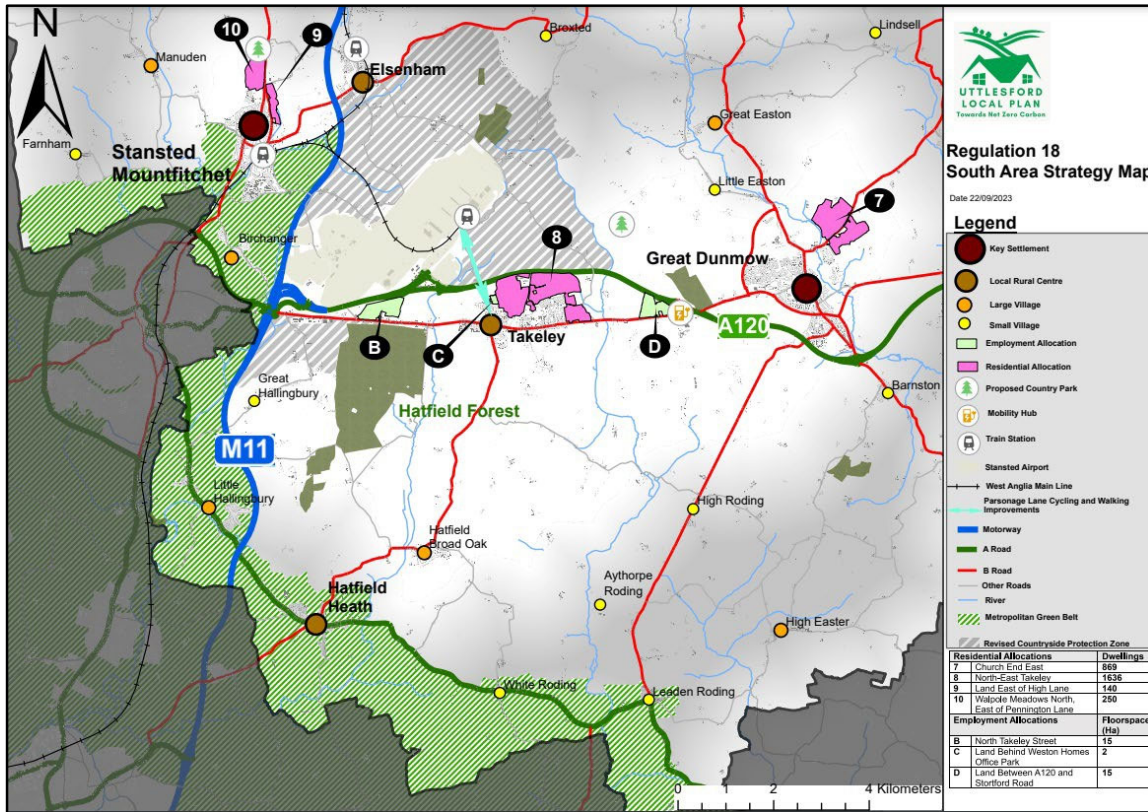 N
10
9
Manuden
Elsenham
Broxted
Lindsell
Farnham
Stansted
Mountfitchet
Great Easton
Little Easton
7
Birchanger
8
Great Dunmow
A120
B
C
Takeley
D
Great
Hallingbury
Hatfield Forest
Barnston
M11
Little
Hallingbury
High Roding
Hatfield
Broad Oak
Aythorpe
Roding
Hatfield
Heath
High Easter
White Roding
Leaden Roding
0 1 2 4 Kilometers
UTTLESFORD
LOCAL PLAN
Towards Net Zero Carbon
Regulation 18
South Area Strategy Map
Date 22/09/2023
Legend
Key Settlement
Local Rural Centre
Large Village
Small Village
Employment Allocation
Residential Allocation
Proposed Country Park
Mobility Hub
Train Station
Stansted Airport
West Anglia Main Line
Parsonage Lane Cycling and Walking
Improvements
Motorway
A Road
B Road
Other Roads
River
Metropolitan Green Belt
Revised Countryside Protection Zone
Residential Allocations Dwellings
7 Church End East 869
8 North-East Takeley 1636
9 Land East of High Lane 140
10 Walpole Meadows North, 250
East of Pennington Lane
Employment Allocations Floorspace
(Ha)
B North Takeley Street 15
C Land Behind Weston Homes 2
Office Park
D Land Between A120 and 15
Stortford Road